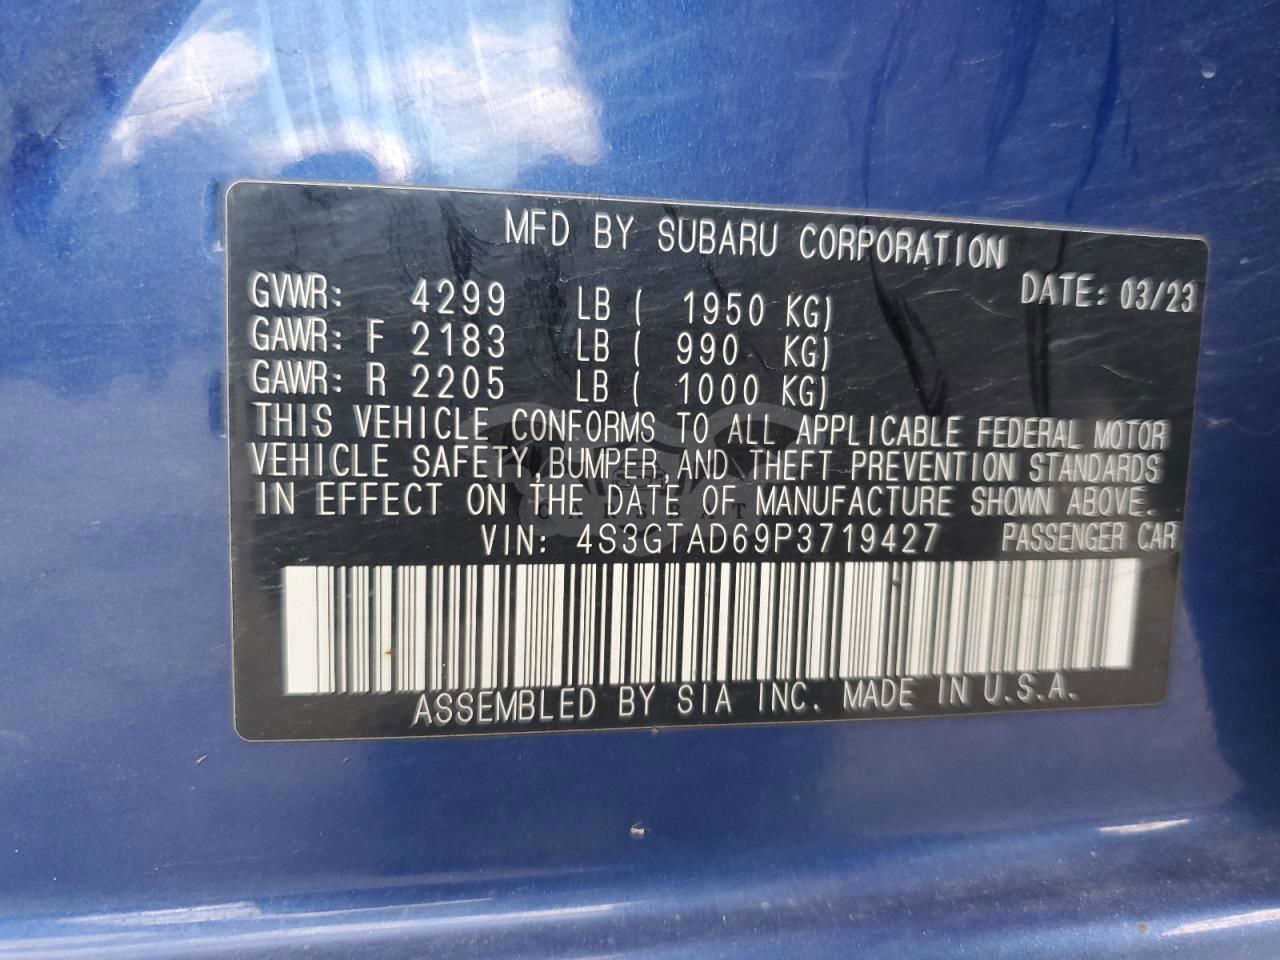 MFD BY SUBARU CORPORATION
GVWR: 4299 LB ( 1950 KG) DATE: 03/23
GAWR: F 2183 LB ( 990 KG)
GAWR: R 2205 LB ( 1000 KG)
THIS VEHICLE CONFORMS TO ALL APPLICABLE FEDERAL MOTOR
VEHICLE SAFETY, BUMPER, AND THEFT PREVENTION STANDARDS
IN EFFECT ON THE DATE OF MANUFACTURE SHOWN ABOVE.
VIN: 4S3GTAD69P3719427 PASSENGER CAR
ASSEMBLED BY SIA INC. MADE IN U.S.A.